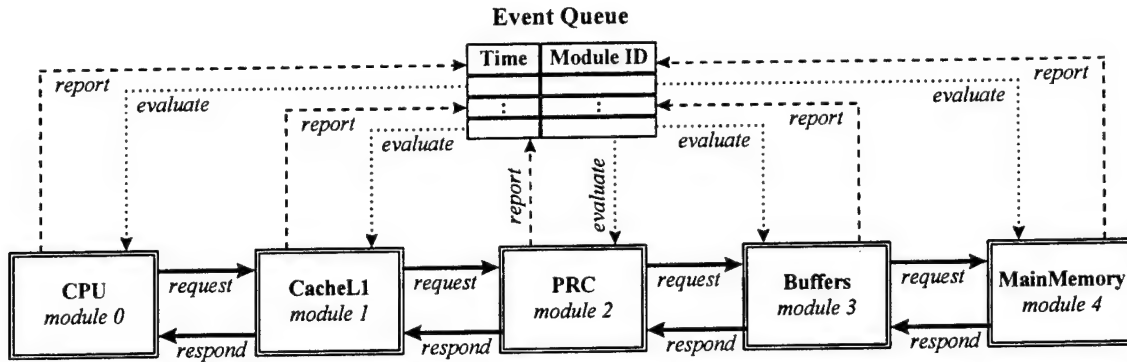 Event Queue
Time Module ID
report
report
evaluate
evaluate
: :
report
report
evaluate
evaluate
report
evaluate
CPU
module 0
request
respond
CacheL1
module 1
request
respond
PRC
module 2
request
respond
Buffers
module 3
request
respond
MainMemory
module 4